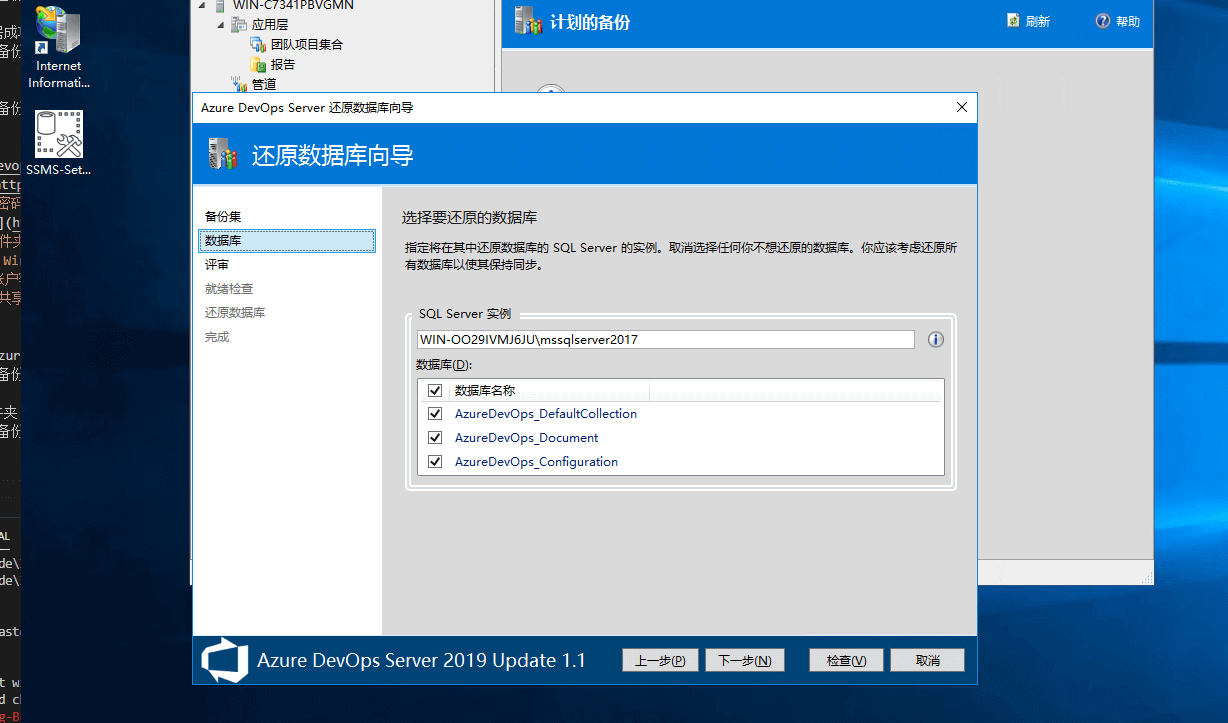 WIN-C7341PBVGMN
应用层
团队项目集合
报告
管道
计划的备份
刷新
帮助
Internet
Informati...
SSMS-Set...
Azure DevOps Server 还原数据库向导
还原数据库向导
备份集
数据库
评审
就绪检查
还原数据库
完成
选择要还原的数据库
指定将在其中还原数据库的 SQL Server 的实例。取消选择任何你不想还原的数据库。你应该考虑还原所
有数据库以使其保持同步。
SQL Server 实例
WIN-OO29IVMJ6JU\mssqlserver2017
数据库(D):
数据库名称
AzureDevOps_DefaultCollection
AzureDevOps_Document
AzureDevOps_Configuration
Azure DevOps Server 2019 Update 1.1
上一步(P)
下一步(N)
检查(V)
取消